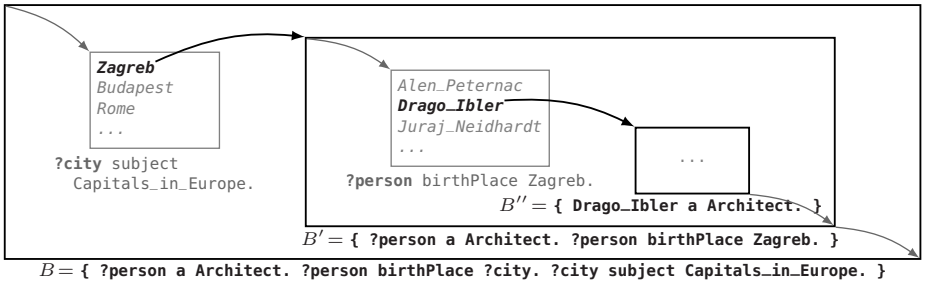 Zagreb
Budapest
Rome
...
?city subject
Capitals_in_Europe.
Alen_Peternac
Drago_Ibler
Juraj_Neidhardt
...
?person birthPlace Zagreb.
...
B″ = { Drago_Ibler a Architect. }
B′ = { ?person a Architect. ?person birthPlace Zagreb. }
B = { ?person a Architect. ?person birthPlace ?city. ?city subject Capitals_in_Europe. }